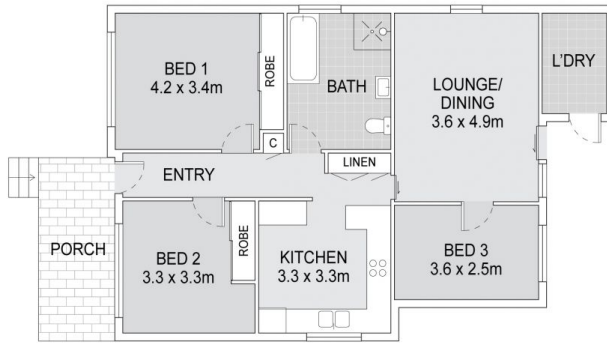 BED 1
4.2 x 3.4m
ROBE
BATH
LOUNGE/
DINING
3.6 x 4.9m
L'DRY
C
LINEN
ENTRY
PORCH
BED 2
3.3 x 3.3m
ROBE
KITCHEN
3.3 x 3.3m
BED 3
3.6 x 2.5m